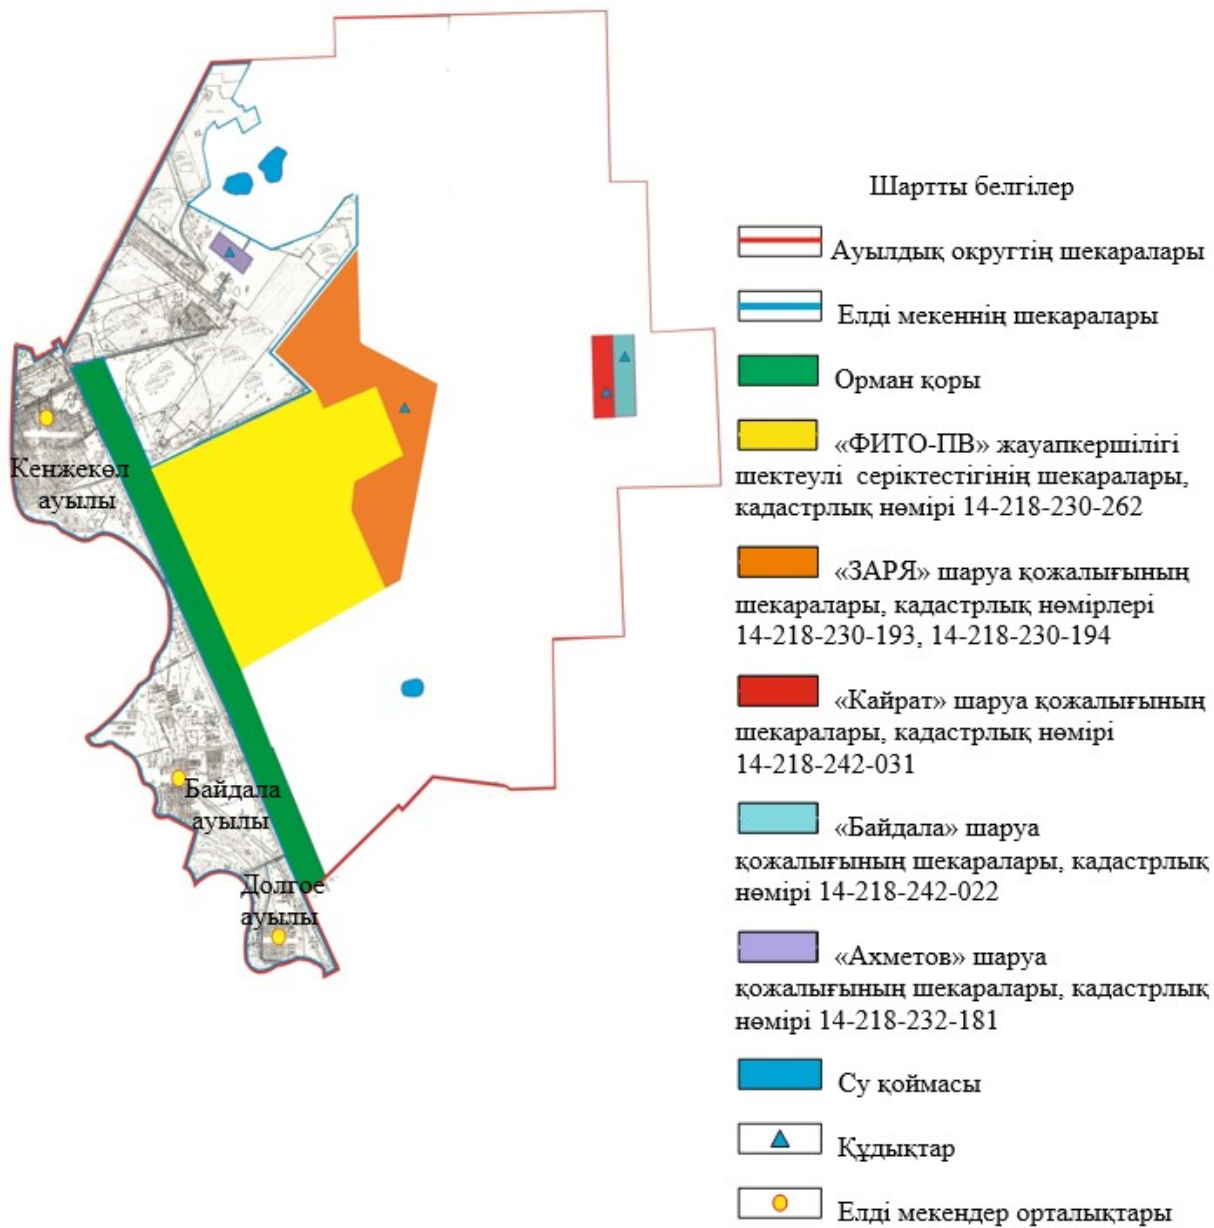 Шартты белгілер
Ауылдық округтің шекаралары
Елді мекеннің шекаралары
Орман қоры
«ФИТО-ПВ» жауапкершілігі
шектеулі серіктестігінің шекаралары,
кадастрлық нөмірі 14-218-230-262
«ЗАРЯ» шаруа қожалығының
шекаралары, кадастрлық нөмірлері
14-218-230-193, 14-218-230-194
«Кайрат» шаруа қожалығының
шекаралары, кадастрлық нөмірі
14-218-242-031
«Байдала» шаруа
қожалығының шекаралары, кадастрлық
нөмірі 14-218-242-022
«Ахметов» шаруа
қожалығының шекаралары, кадастрлық
нөмірі 14-218-232-181
Су қоймасы
Құдықтар
Елді мекендер орталықтары
Кенжекөл
ауылы
Байдала
ауылы
Долгое
ауылы